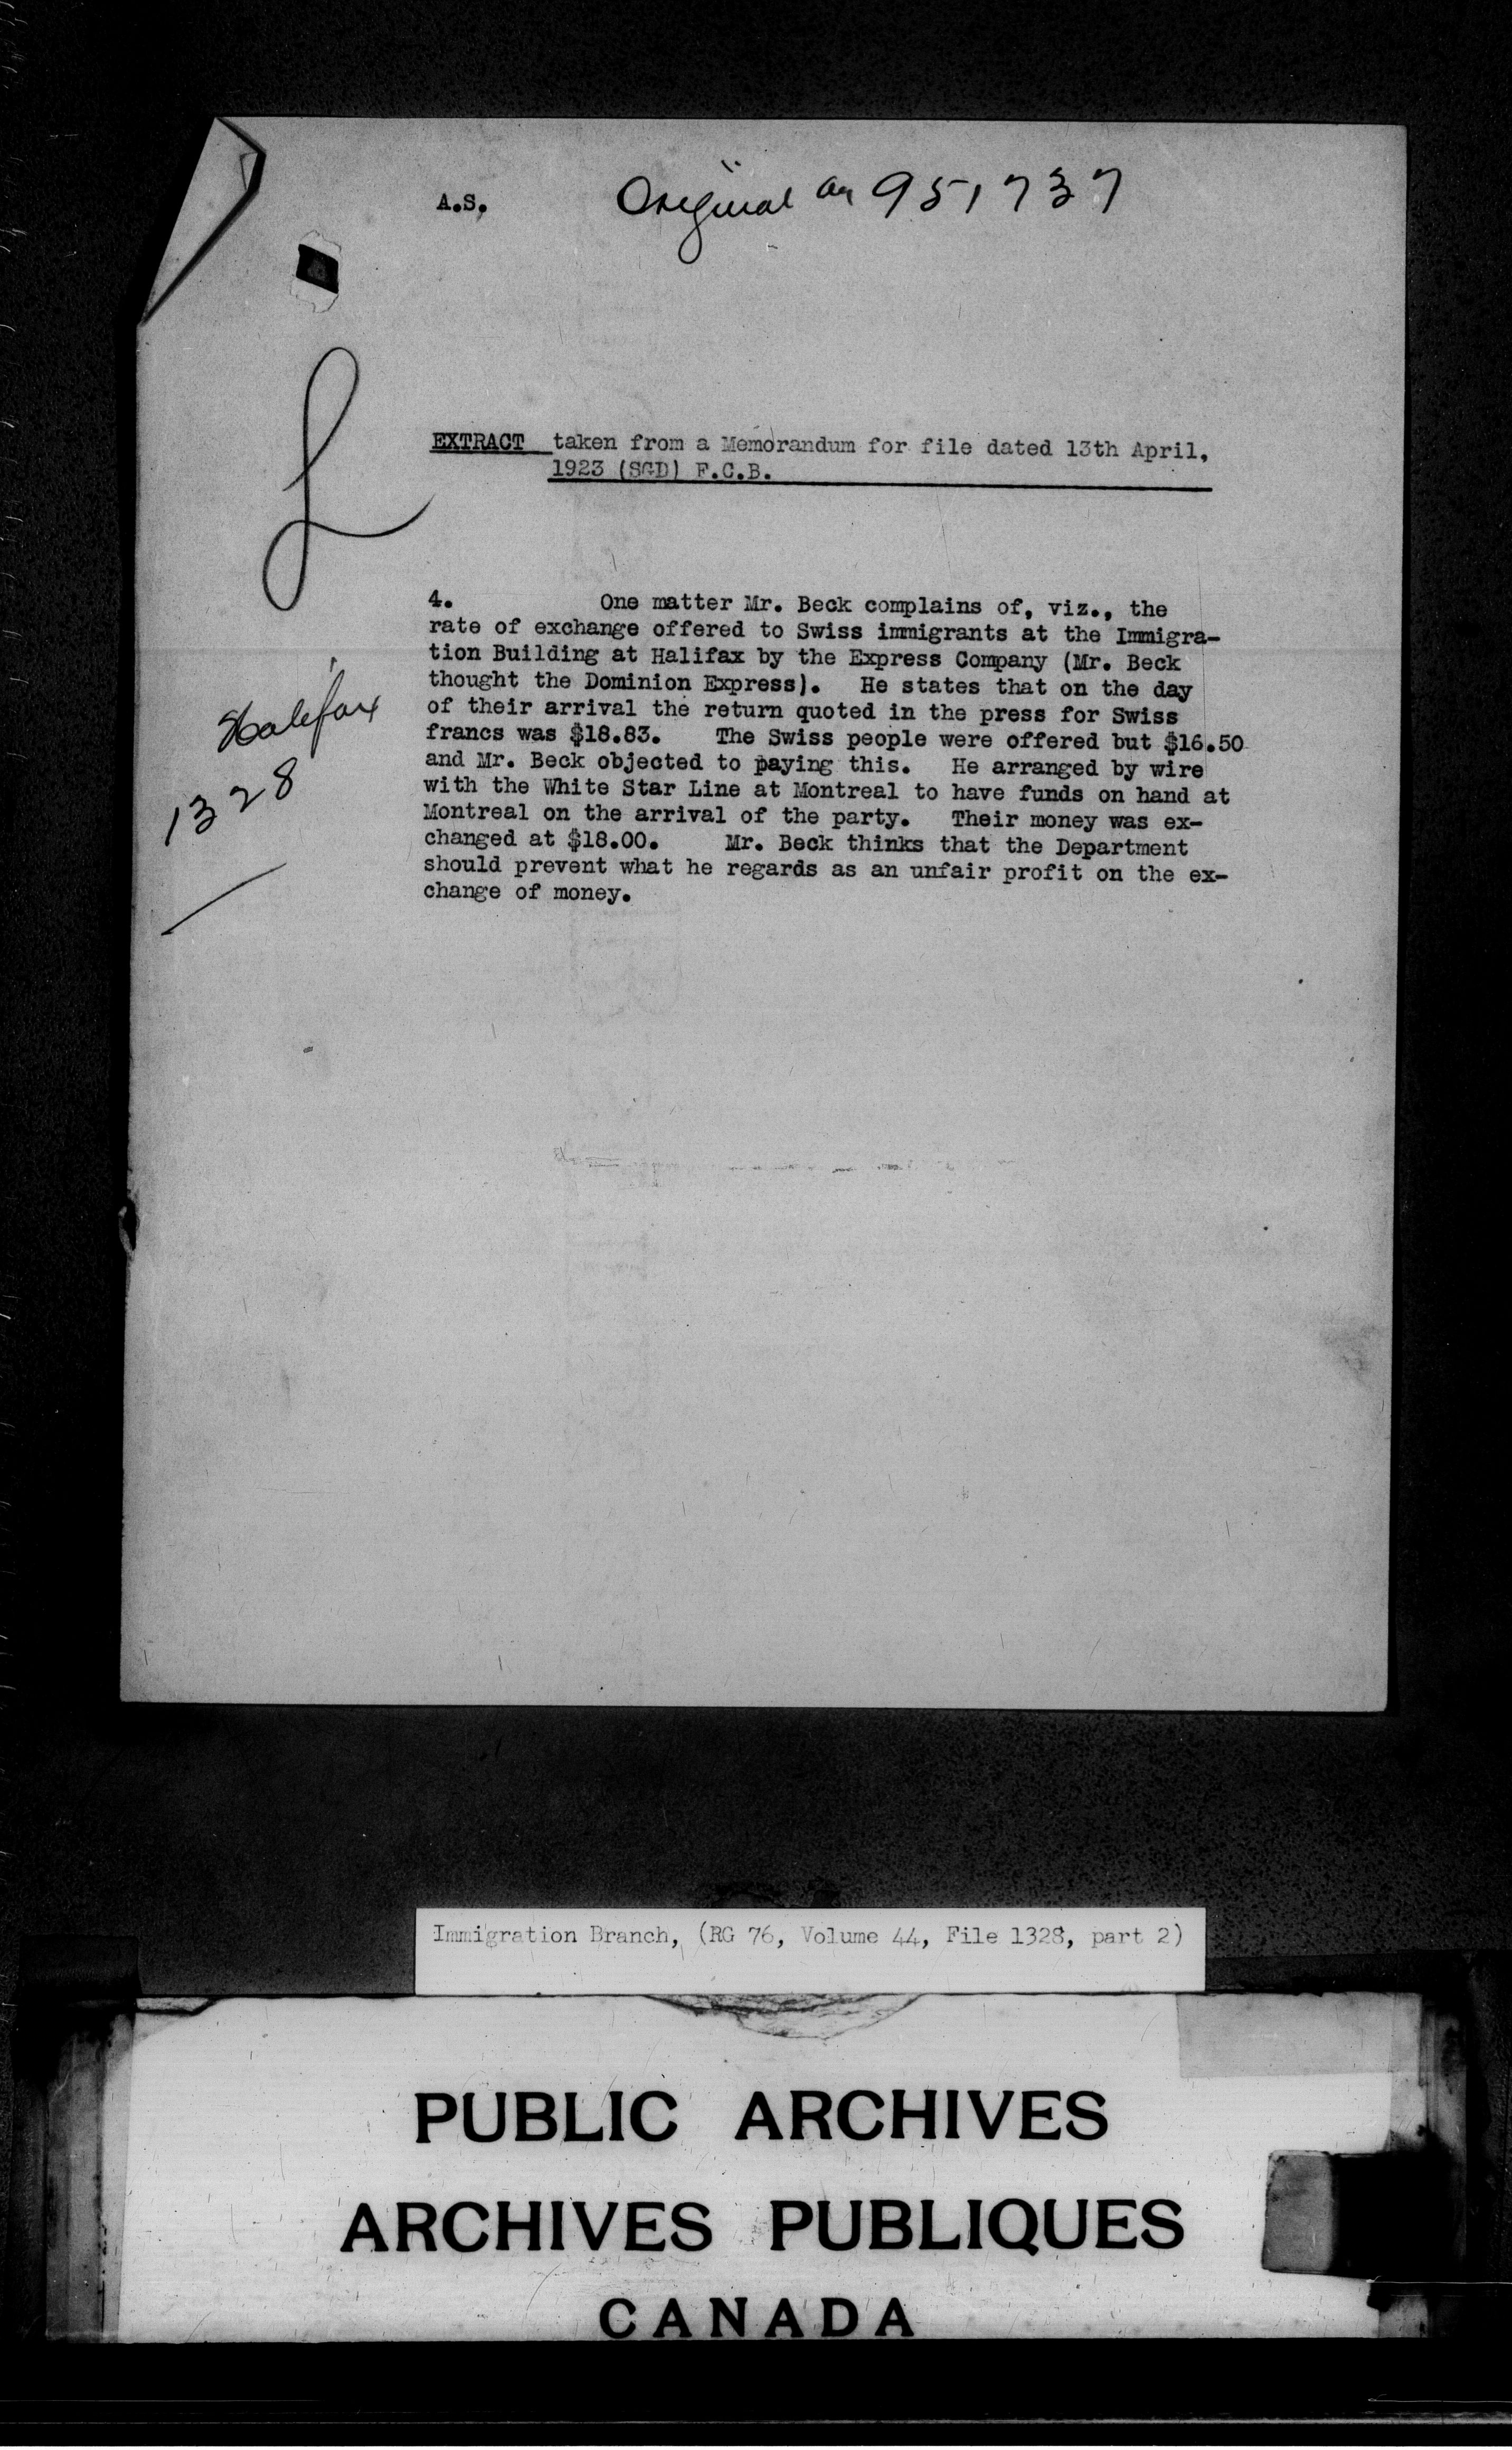 A.S.
Original on 951737
EXTRACT taken from a Memorandum for file dated 13th April,
1923 (SGD) F.C.B.
4. One matter Mr. Beck complains of, viz., the
rate of exchange offered to Swiss immigrants at the Immigra-
tion Building at Halifax by the Express Company (Mr. Beck
thought the Dominion Express). He states that on the day
of their arrival the return quoted in the press for Swiss
francs was $18.83. The Swiss people were offered but $16.50
and Mr. Beck objected to paying this. He arranged by wire
with the White Star Line at Montreal to have funds on hand at
Montreal on the arrival of the party. Their money was ex-
changed at $18.00. Mr. Beck thinks that the Department
should prevent what he regards as an unfair profit on the ex-
change of money.
Halifax
1328
Immigration Branch, (RG 76, Volume 44, File 1328, part 2)
PUBLIC ARCHIVES
ARCHIVES PUBLIQUES
CANADA